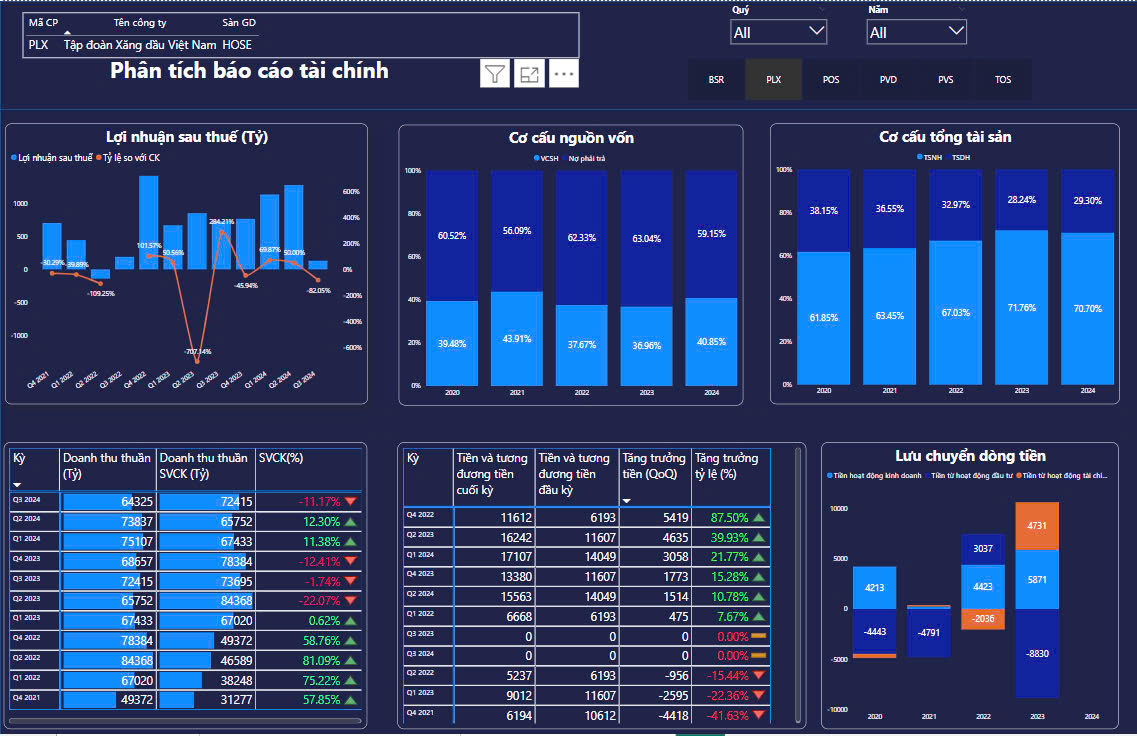 Mã CP Tên công ty Sàn GD
PLX Tập đoàn Xăng dầu Việt Nam HOSE
Phân tích báo cáo tài chính
Quý Năm
All All
BSR PLX POS PVD PVS TOS
Lợi nhuận sau thuế (Tỷ)
Lợi nhuận sau thuế Tỷ lệ so với CK
1000
500
0
-500
-1000
600%
400%
200%
0%
-200%
-400%
-600%
-30.29%
39.89%
-109.25%
101.57%
50.56%
-707.14%
284.21%
-45.94%
69.87%
50.00%
-82.05%
Q4 2021 Q1 2022 Q2 2022 Q3 2022 Q4 2022 Q1 2023 Q2 2023 Q3 2023 Q4 2023 Q1 2024 Q2 2024 Q3 2024
Cơ cấu nguồn vốn
VCSH Nợ phải trả
100%
80%
60%
40%
20%
0%
60.52% 56.09% 62.33% 63.04% 59.15%
39.48% 43.91% 37.67% 36.96% 40.85%
2020 2021 2022 2023 2024
Cơ cấu tổng tài sản
TSNH TSDH
100%
80%
60%
40%
20%
0%
38.15% 36.55% 32.97% 28.24% 29.30%
61.85% 63.45% 67.03% 71.76% 70.70%
2020 2021 2022 2023 2024
Kỳ Doanh thu thuần (Tỷ) Doanh thu thuần SVCK (Tỷ) SVCK(%)
Q3 2024 64325 72415 -11.17%
Q2 2024 73837 65752 12.30%
Q1 2024 75107 67433 11.38%
Q4 2023 68657 78384 -12.41%
Q3 2023 72415 73695 -1.74%
Q2 2023 65752 84368 -22.07%
Q1 2023 67433 67020 0.62%
Q4 2022 78384 49372 58.76%
Q2 2022 84368 46589 81.09%
Q1 2022 67020 38248 75.22%
Q4 2021 49372 31277 57.85%
Kỳ Tiền và tương đương tiền cuối kỳ Tiền và tương đương tiền đầu kỳ Tăng trưởng tiền (QoQ) Tăng trưởng tỷ lệ (%)
Q4 2022 11612 6193 5419 87.50%
Q2 2023 16242 11607 4635 39.93%
Q1 2024 17107 14049 3058 21.77%
Q4 2023 13380 11607 1773 15.28%
Q2 2024 15563 14049 1514 10.78%
Q1 2022 6668 6193 475 7.67%
Q3 2023 0 0 0 0.00%
Q3 2024 0 0 0 0.00%
Q2 2022 5237 6193 -956 -15.44%
Q1 2023 9012 11607 -2595 -22.36%
Q4 2021 6194 10612 -4418 -41.63%
Lưu chuyển dòng tiền
Tiền hoạt động kinh doanh Tiền từ hoạt động đầu tư Tiền từ hoạt động tài chí...
10000
5000
0
-5000
-10000
4213
-4443
-4791
3037
4423
-2036
4731
5871
-8830
2020 2021 2022 2023 2024